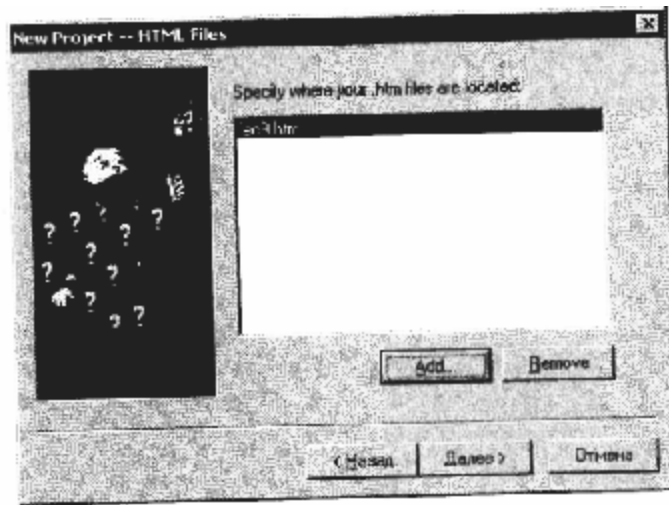 New Project -- HTML Files
Specify where your .htm files are located:
Add...
Remove
< Назад
Далее >
Отмена